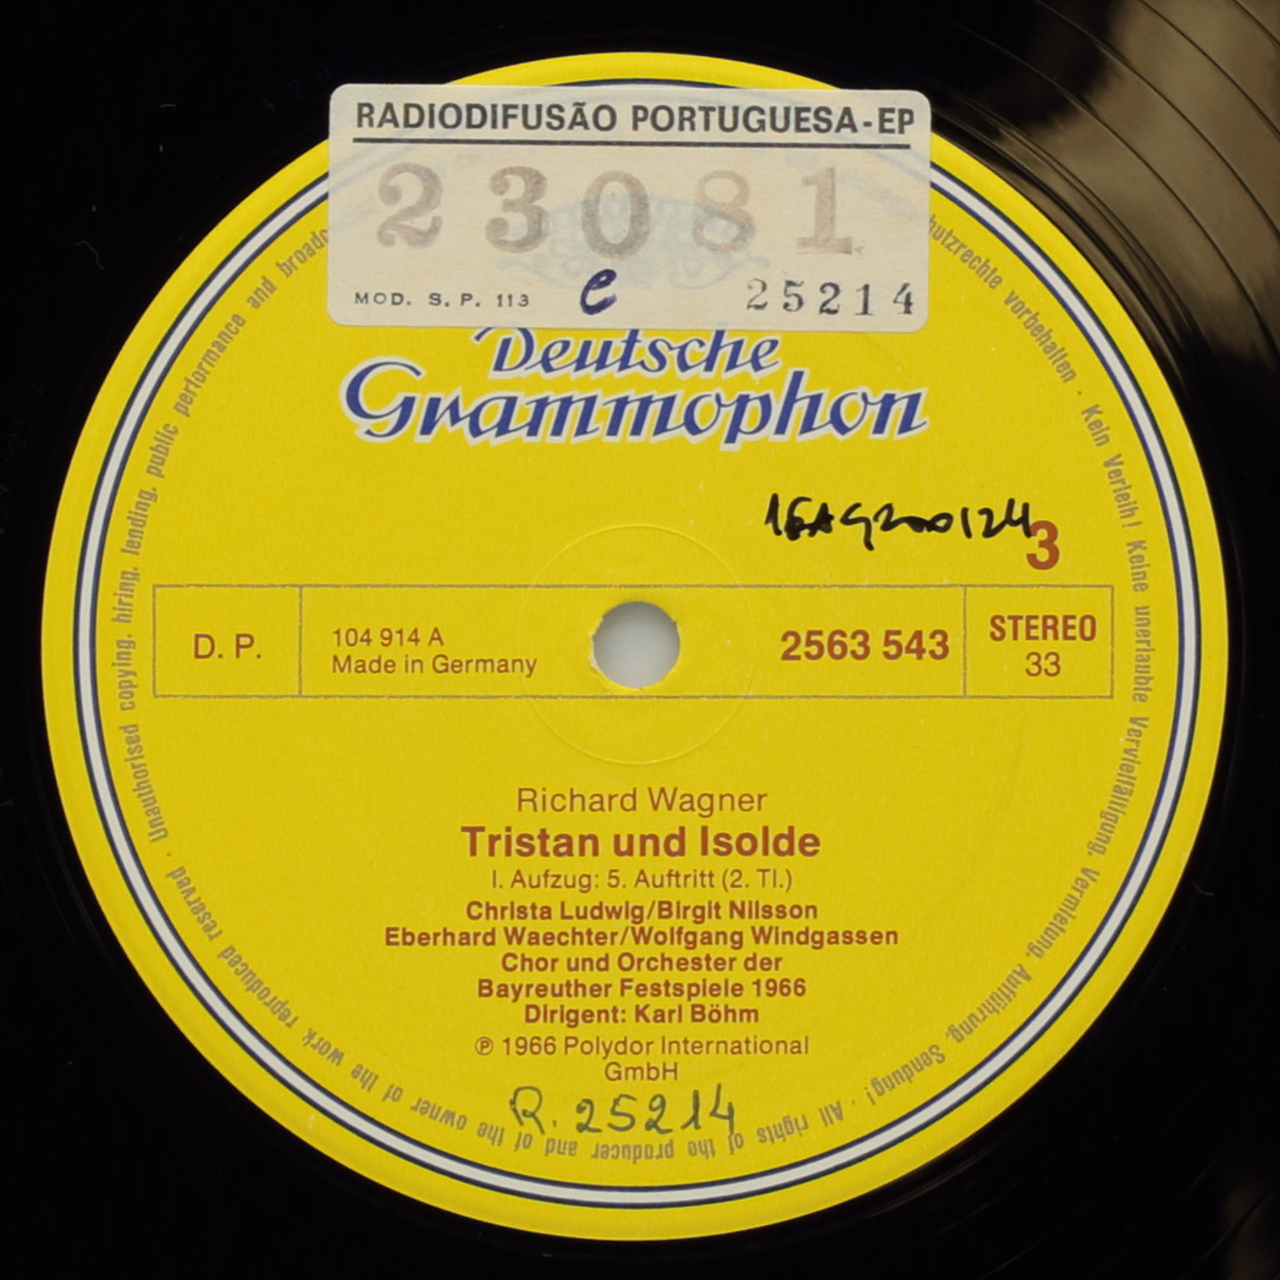 RADIODIFUSÃO PORTUGUESA-EP
23081
MOD. S. P. 113 e 25214
Deutsche
Grammophon
3
D. P.
104 914 A
Made in Germany
2563 543
STEREO
33
Richard Wagner
Tristan und Isolde
I. Aufzug: 5. Auftritt (2. Tl.)
Christa Ludwig/Birgit Nilsson
Eberhard Waechter/Wolfgang Windgassen
Chor und Orchester der
Bayreuther Festspiele 1966
Dirigent: Karl Böhm
℗ 1966 Polydor International
GmbH
R. 25214
hutzrechte vorbehalten · Kein Verleih! Keine unerlaubte Vervielfältigung, Vermietung, Aufführung, Sendung! · All rights of the producer and of the owner of the work reproduced reserved · Unauthorised copying, hiring, lending, public performance and broadc